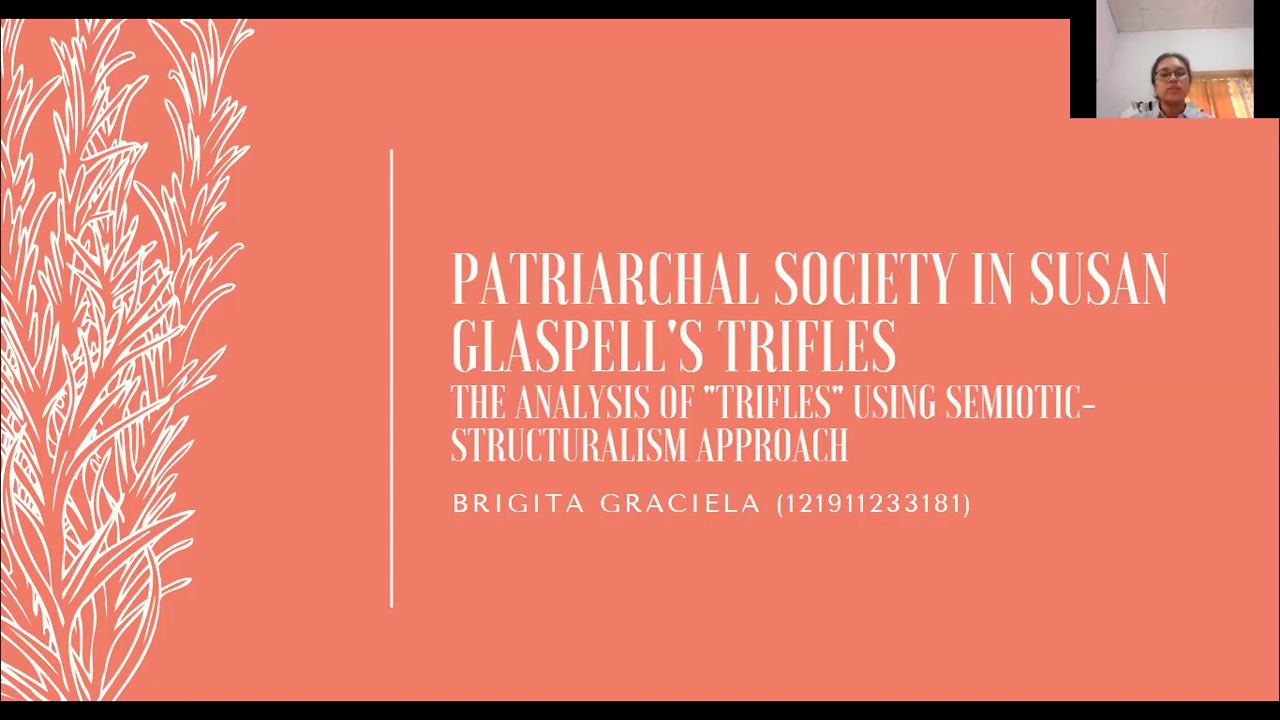 PATRIARCHAL SOCIETY IN SUSAN
GLASPELL'S TRIFLES
THE ANALYSIS OF "TRIFLES" USING SEMIOTIC-
STRUCTURALISM APPROACH
BRIGITA GRACIELA (121911233181)